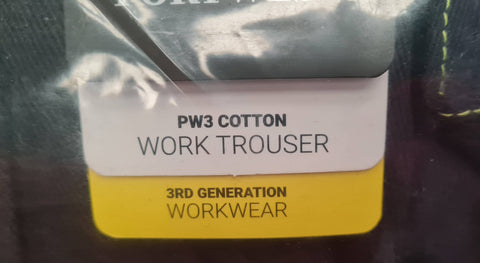 PW3 COTTON
WORK TROUSER
3RD GENERATION
WORKWEAR